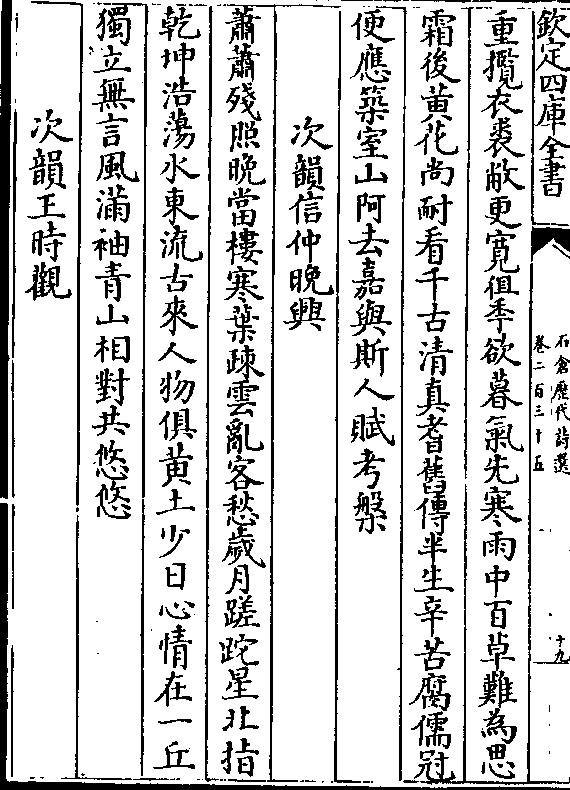 欽定四庫全書
石倉歷代詩選
卷二百三十五
十九
重攬衣裘敝更寬徂季欲暮氣先寒雨中百草難為思
霜後黄花尚耐看千古清真耆舊傳半生辛苦腐儒冠
便應築室山阿去嘉與斯人賦考槃
次韻信仲晚興
蕭蕭殘照晚當樓寒葉疎雲亂客愁歲月蹉跎星北指
乾坤浩蕩水東流古來人物俱黄土少日心情在一丘
獨立無言風滿袖青山相對共悠悠
次韻王時觀